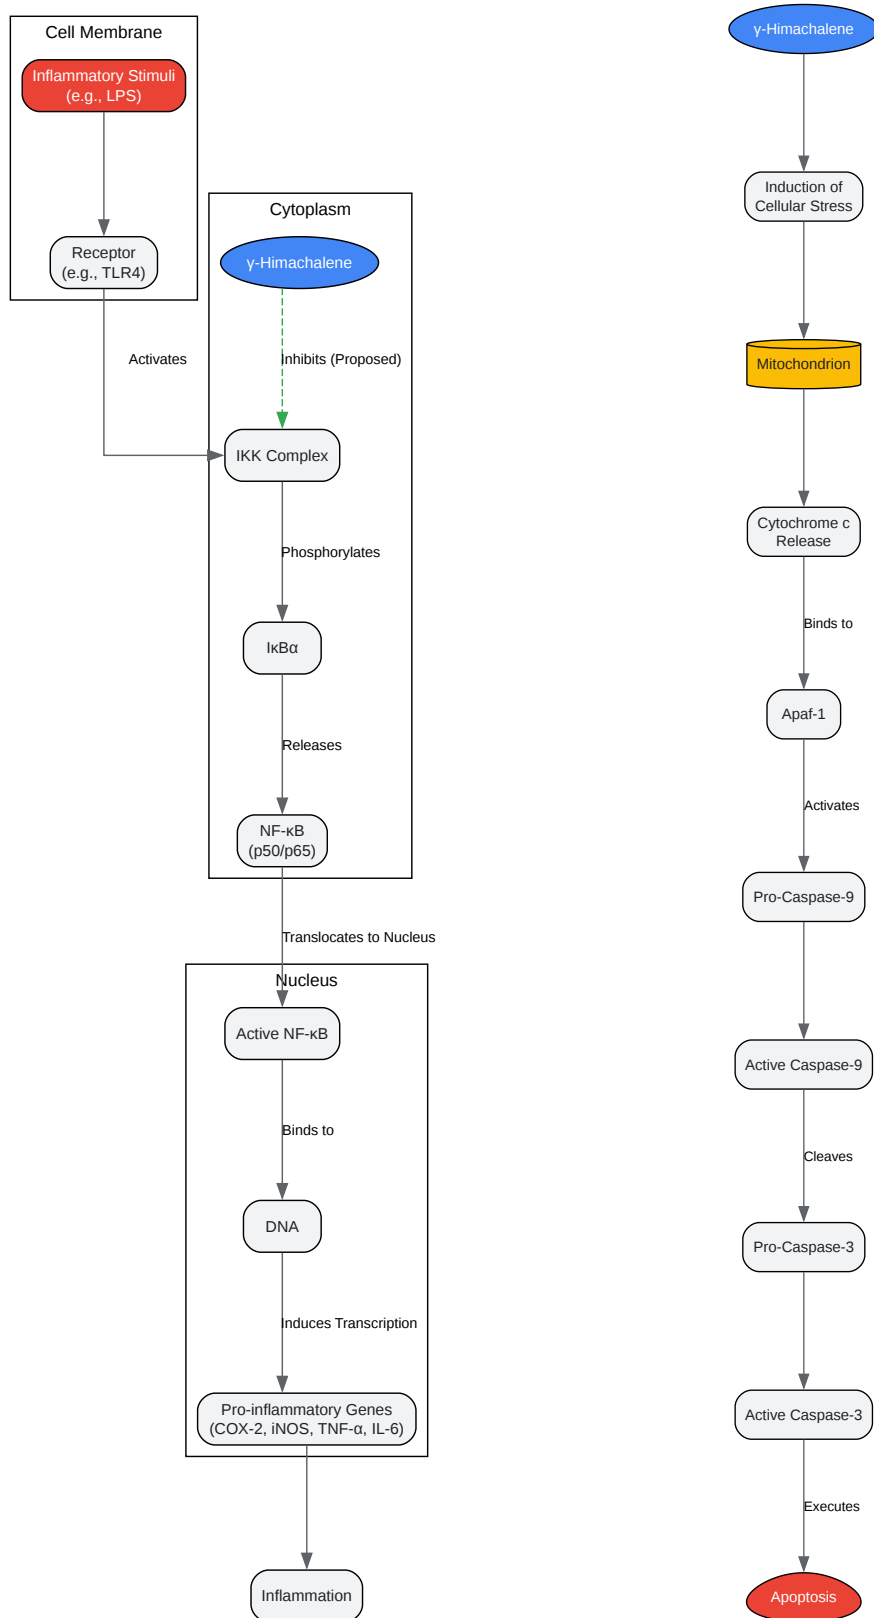 Cell Membrane
Inflammatory Stimuli
(e.g., LPS)
Receptor
(e.g., TLR4)
Activates
Cytoplasm
γ-Himachalene
Inhibits (Proposed)
IKK Complex
Phosphorylates
IκBα
Releases
NF-κB
(p50/p65)
Translocates to Nucleus
Nucleus
Active NF-κB
Binds to
DNA
Induces Transcription
Pro-inflammatory Genes
(COX-2, iNOS, TNF-α, IL-6)
Inflammation
γ-Himachalene
Induction of
Cellular Stress
Mitochondrion
Cytochrome c
Release
Binds to
Apaf-1
Activates
Pro-Caspase-9
Active Caspase-9
Cleaves
Pro-Caspase-3
Active Caspase-3
Executes
Apoptosis